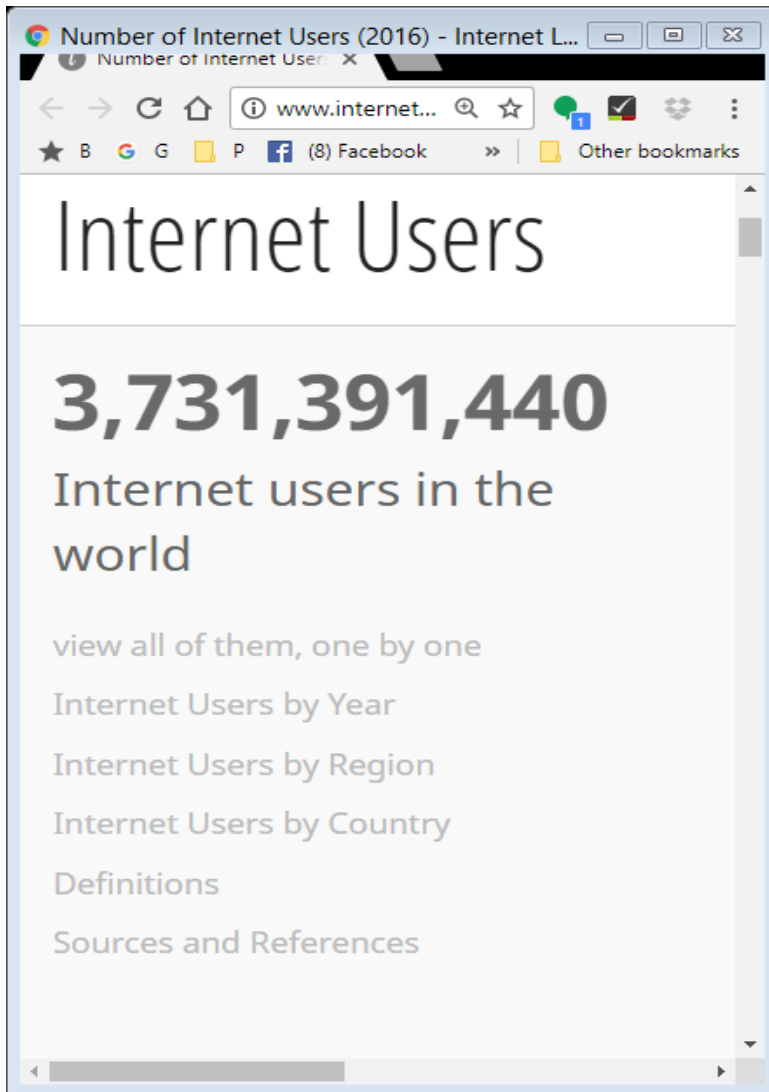 Number of Internet Users (2016) - Internet L...
Number of Internet User
www.internet...
1
B G P (8) Facebook » Other bookmarks
Internet Users
3,731,391,440
Internet users in the
world
view all of them, one by one
Internet Users by Year
Internet Users by Region
Internet Users by Country
Definitions
Sources and References